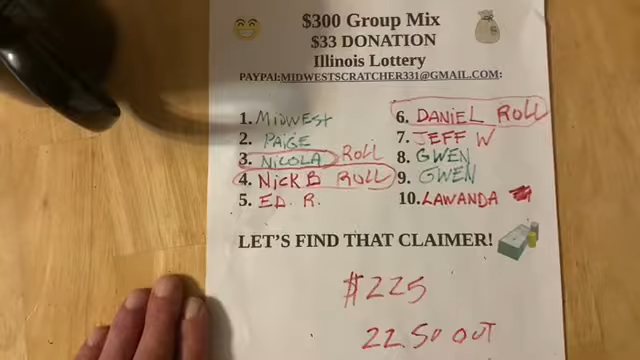 $300 Group Mix
$33 DONATION
Illinois Lottery
PAYPAL:MIDWESTSCRATCHER331@GMAIL.COM:
1. MIDWEST
2. PAIGE
3. NICOLA ROLL
4. NICK B ROLL
5. ED. R.
6. DANIEL ROLL
7. JEFF W
8. GWEN
9. GWEN
10. LAWANDA
LET'S FIND THAT CLAIMER!
$225
22.50 OUT